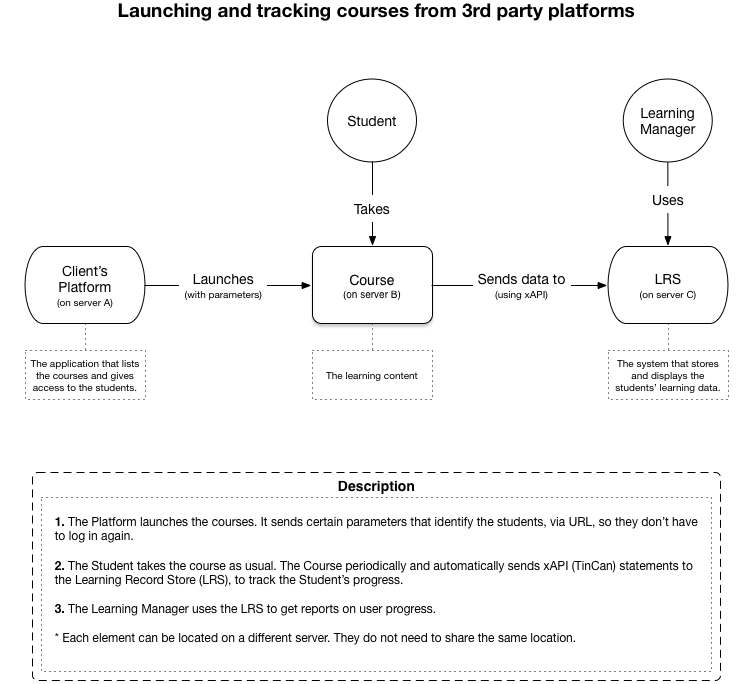 Launching and tracking courses from 3rd party platforms
Student
Learning
Manager
Takes
Uses
Client's
Platform
(on server A)
Launches
(with parameters)
Course
(on server B)
Sends data to
(using xAPI)
LRS
(on server C)
The application that lists
the courses and gives
access to the students.
The learning content
The system that stores
and displays the
students' learning data.
Description
1. The Platform launches the courses. It sends certain parameters that identify the students, via URL, so they don't have
to log in again.
2. The Student takes the course as usual. The Course periodically and automatically sends xAPI (TinCan) statements to
the Learning Record Store (LRS), to track the Student's progress.
3. The Learning Manager uses the LRS to get reports on user progress.
* Each element can be located on a different server. They do not need to share the same location.